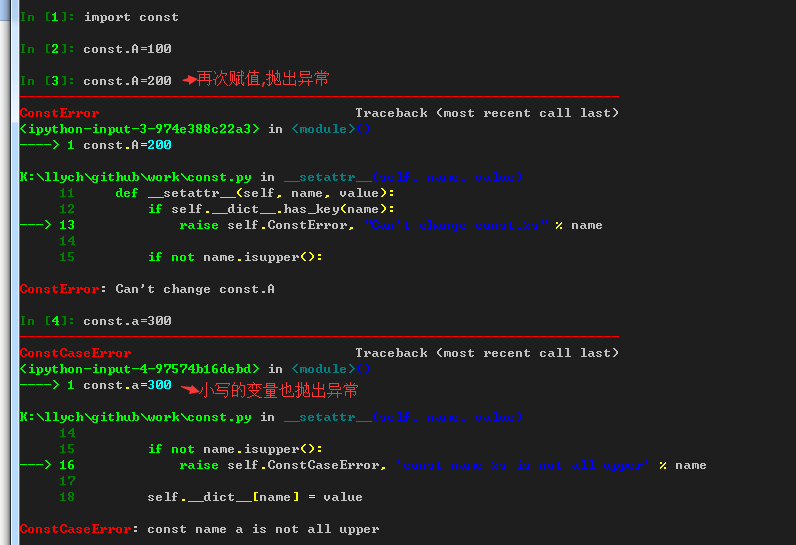 In [1]: import const
In [2]: const.A=100
In [3]: const.A=200 再次赋值,抛出异常
ConstError Traceback (most recent call last)
<ipython-input-3-974e388c22a3> in <module>()
----> 1 const.A=200
K:\llych\github\work\const.py in __setattr__(self, name, value)
11 def __setattr__(self, name, value):
12 if self.__dict__.has_key(name):
---> 13 raise self.ConstError, "Can't change const.%s" % name
14
15 if not name.isupper():
ConstError: Can't change const.A
In [4]: const.a=300
ConstCaseError Traceback (most recent call last)
<ipython-input-4-97574b16debd> in <module>()
----> 1 const.a=300 小写的变量也抛出异常
K:\llych\github\work\const.py in __setattr__(self, name, value)
14
15 if not name.isupper():
---> 16 raise self.ConstCaseError, 'const name %s is not all upper' % name
17
18 self.__dict__[name] = value
ConstCaseError: const name a is not all upper